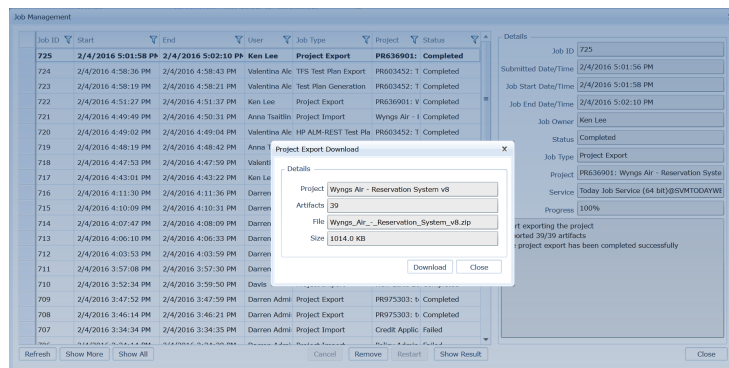 Job Management
Job ID Start End User Job Type Project Status
725 2/4/2016 5:01:58 PM 2/4/2016 5:02:10 PM Ken Lee Project Export PR636901: Completed
724 2/4/2016 4:58:36 PM 2/4/2016 4:58:43 PM Valentina Ale TFS Test Plan Export PR603452: T Completed
723 2/4/2016 4:58:19 PM 2/4/2016 4:58:21 PM Valentina Ale Test Plan Generation PR603452: T Completed
722 2/4/2016 4:51:27 PM 2/4/2016 4:51:37 PM Ken Lee Project Export PR636901: W Completed
721 2/4/2016 4:49:49 PM 2/4/2016 4:50:31 PM Anna Tsaitlin Project Import Wyngs Air - Completed
720 2/4/2016 4:49:02 PM 2/4/2016 4:49:04 PM Valentina Ale HP ALM-REST Test Pla PR603452: T Completed
719 2/4/2016 4:48:19 PM 2/4/2016 4:48:42 PM Anna T
718 2/4/2016 4:47:53 PM 2/4/2016 4:47:59 PM Valenti
717 2/4/2016 4:43:01 PM 2/4/2016 4:43:22 PM Ken Le
716 2/4/2016 4:11:30 PM 2/4/2016 4:11:36 PM Darren
715 2/4/2016 4:10:09 PM 2/4/2016 4:10:31 PM Darren
714 2/4/2016 4:07:47 PM 2/4/2016 4:08:09 PM Darren
713 2/4/2016 4:06:10 PM 2/4/2016 4:06:33 PM Darren
712 2/4/2016 4:03:53 PM 2/4/2016 4:03:59 PM Darren
711 2/4/2016 3:57:08 PM 2/4/2016 3:57:30 PM Darren
710 2/4/2016 3:52:34 PM 2/4/2016 3:59:50 PM Davis
709 2/4/2016 3:47:52 PM 2/4/2016 3:47:59 PM Darren Admi Project Export PR975303: t Completed
708 2/4/2016 3:46:14 PM 2/4/2016 3:46:21 PM Darren Admi Project Export PR975303: t Completed
707 2/4/2016 3:34:34 PM 2/4/2016 3:34:35 PM Darren Admi Project Import Credit Applic Failed
Refresh Show More Show All Cancel Remove Restart Show Result
Project Export Download x
Details
Project Wyngs Air - Reservation System v8
Artifacts 39
File Wyngs_Air_-_Reservation_System_v8.zip
Size 1014.0 KB
Download Close
Details
Job ID 725
Submitted Date/Time 2/4/2016 5:01:56 PM
Job Start Date/Time 2/4/2016 5:01:58 PM
Job End Date/Time 2/4/2016 5:02:10 PM
Job Owner Ken Lee
Status Completed
Job Type Project Export
Project PR636901: Wyngs Air - Reservation Syste
Service Today Job Service (64 bit)@SVMTODAYWE
Progress 100%
rt exporting the project
ported 39/39 artifacts
project export has been completed successfully
Close